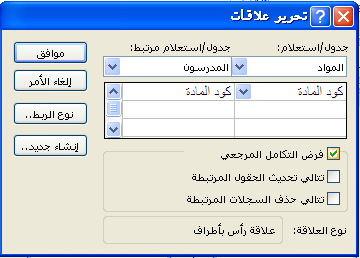 تحرير علاقات
جدول/استعلام:
جدول/استعلام مرتبط:
موافق
المواد
المدرسون
إلغاء الأمر
كود المادة
كود المادة
نوع الربط..
إنشاء جديد..
فرض التكامل المرجعي
تتالي تحديث الحقول المرتبطة
تتالي حذف السجلات المرتبطة
نوع العلاقة:
علاقة رأس بأطراف